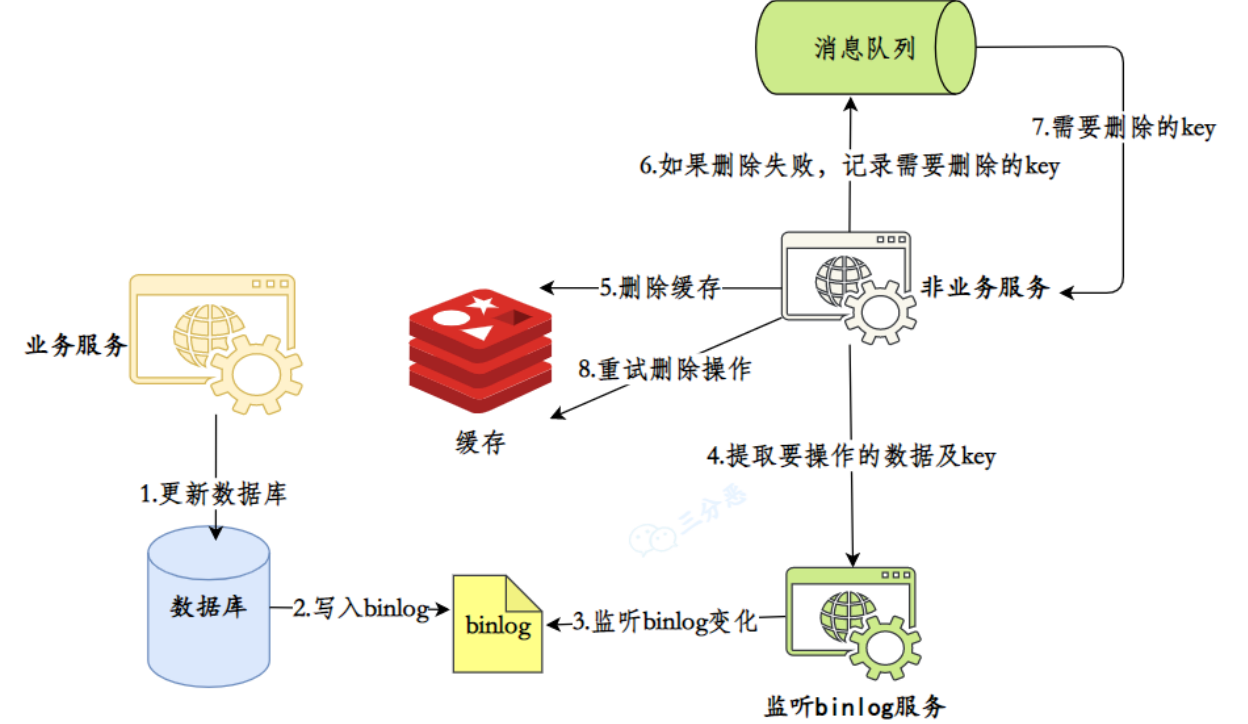 消息队列
7.需要删除的key
6.如果删除失败，记录需要删除的key
5.删除缓存
非业务服务
业务服务
8.重试删除操作
缓存
4.提取要操作的数据及key
1.更新数据库
三分恶
数据库
2.写入binlog
binlog
3.监听binlog变化
监听binlog服务